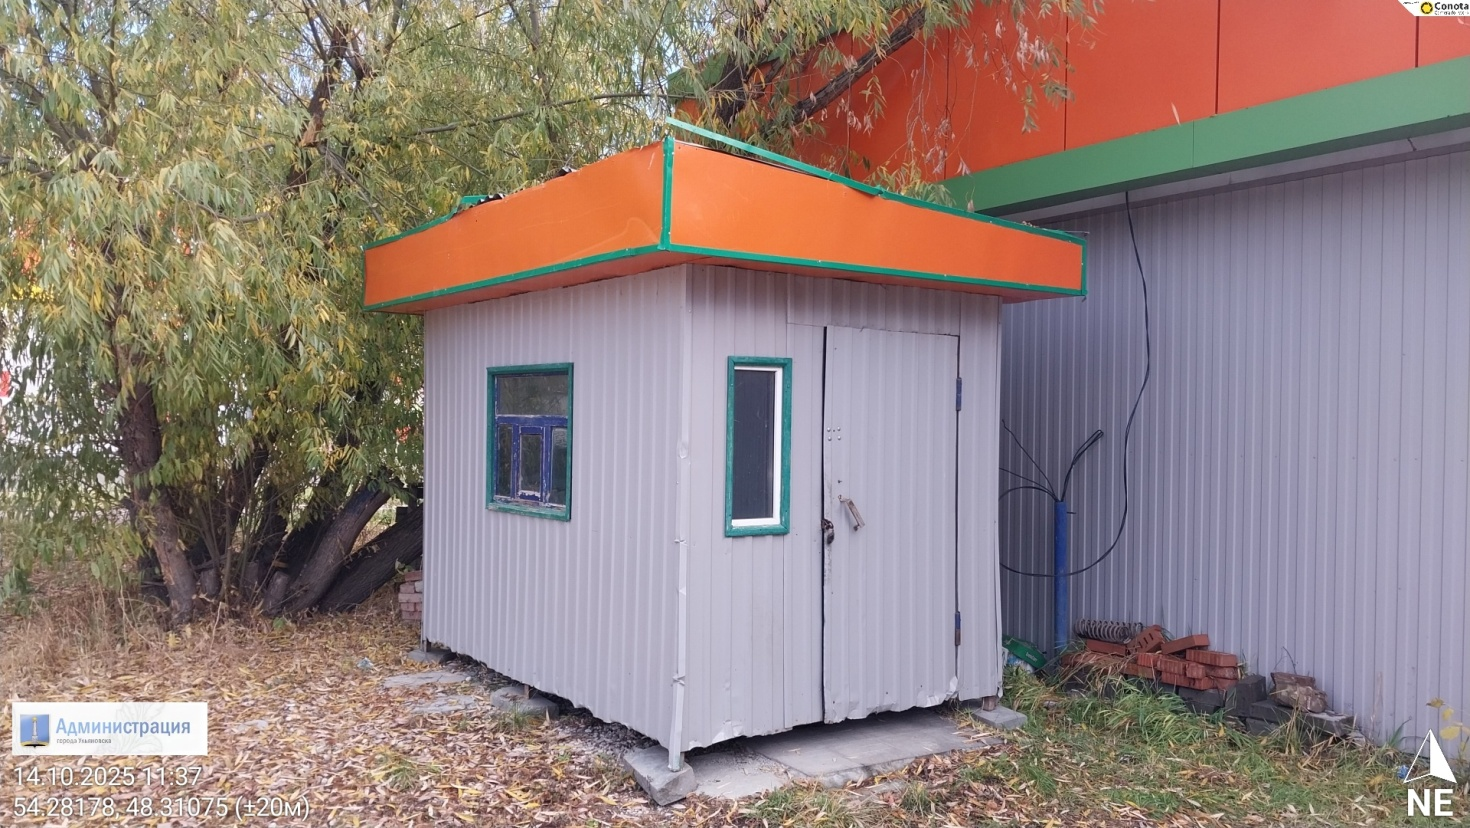 Conota
Администрация
города Ульяновска
14.10.2025 11:37
54.28178, 48.31075 (±20м)
NE